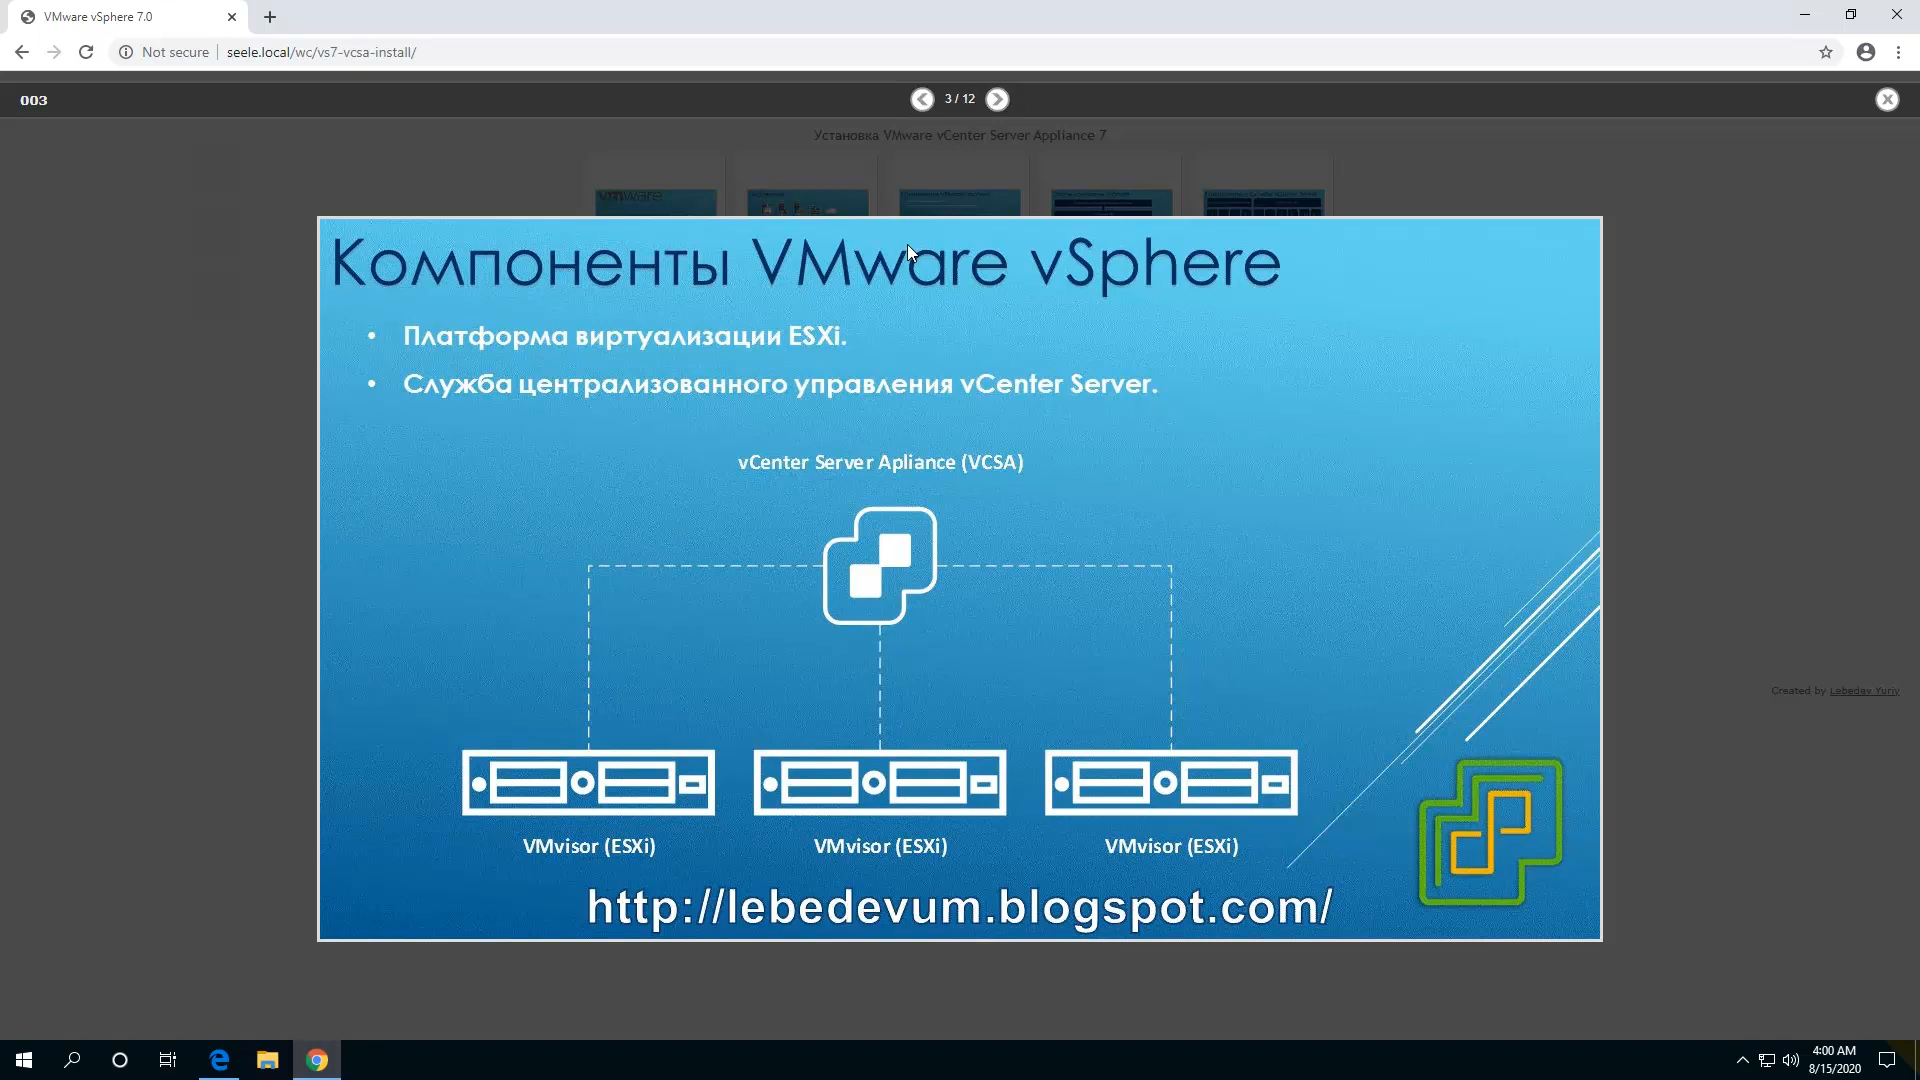 VMware vSphere 7.0
Not secure
seele.local/wc/vs7-vcsa-install/
003
3 / 12
Установка VMware vCenter Server Appliance 7
vmware
Компоненты VMware vSphere
• Платформа виртуализации ESXi.
• Служба централизованного управления vCenter Server.
vCenter Server Apliance (VCSA)
Created by Lebedev Yuriy
VMvisor (ESXi)
VMvisor (ESXi)
VMvisor (ESXi)
http://lebedevum.blogspot.com/
4:00 AM
8/15/2020